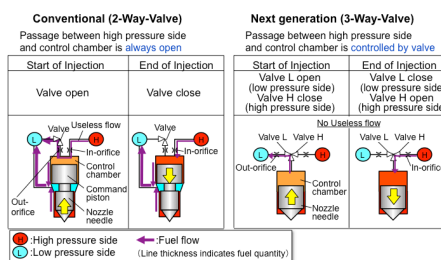 Conventional (2-Way-Valve)
Passage between high pressure side
and control chamber is always open
Start of Injection
End of Injection
Valve open
Valve close
Valve
Useless flow
L
H
In-orifice
Control
chamber
Command
piston
Out-
orifice
Nozzle
needle
Valve
L
H
In-orifice
Next generation (3-Way-Valve)
Passage between high pressure side
and control chamber is controlled by valve
Start of Injection
End of Injection
Valve L open
(low pressure side)
Valve H close
(high pressure side)
Valve L close
(low pressure side
Valve H open
(high pressure side
No Useless flow
Valve L Valve H
L
H
Out-orifice
Control
chamber
Nozzle
needle
Valve L Valve H
L
H
In-orifice
H :High pressure side
L :Low pressure side
:Fuel flow
(Line thickness indicates fuel quantity)